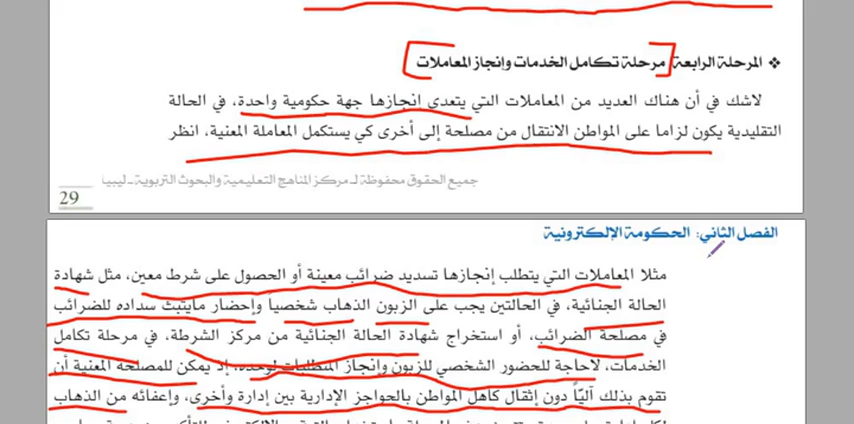 ❖ المرحلة الرابعة مرحلة تكامل الخدمات وإنجاز المعاملات
لاشك في أن هناك العديد من المعاملات التي يتعدى انجازها جهة حكومية واحدة، في الحالة
التقليدية يكون لزاما على المواطن الانتقال من مصلحة إلى أخرى كي يستكمل المعاملة المعنية، انظر
جميع الحقوق محفوظة لـ مركز المناهج التعليمية والبحوث التربوية - ليبيا
29
الفصل الثاني: الحكومة الإلكترونية
مثلا المعاملات التي يتطلب إنجازها تسديد ضرائب معينة أو الحصول على شرط معين، مثل شهادة
الحالة الجنائية، في الحالتين يجب على الزبون الذهاب شخصيا وإحضار مايتبث سداده للضرائب
في مصلحة الضرائب، أو استخراج شهادة الحالة الجنائية من مركز الشرطة، في مرحلة تكامل
الخدمات، لاحاجة للحضور الشخصي للزبون وإنجاز المتطلبات لوحده، إذ يمكن للمصلحة المعنية أن
تقوم بذلك آلياً دون إثقال كاهل المواطن بالحواجز الإدارية بين إدارة وأخرى، وإعفائه من الذهاب